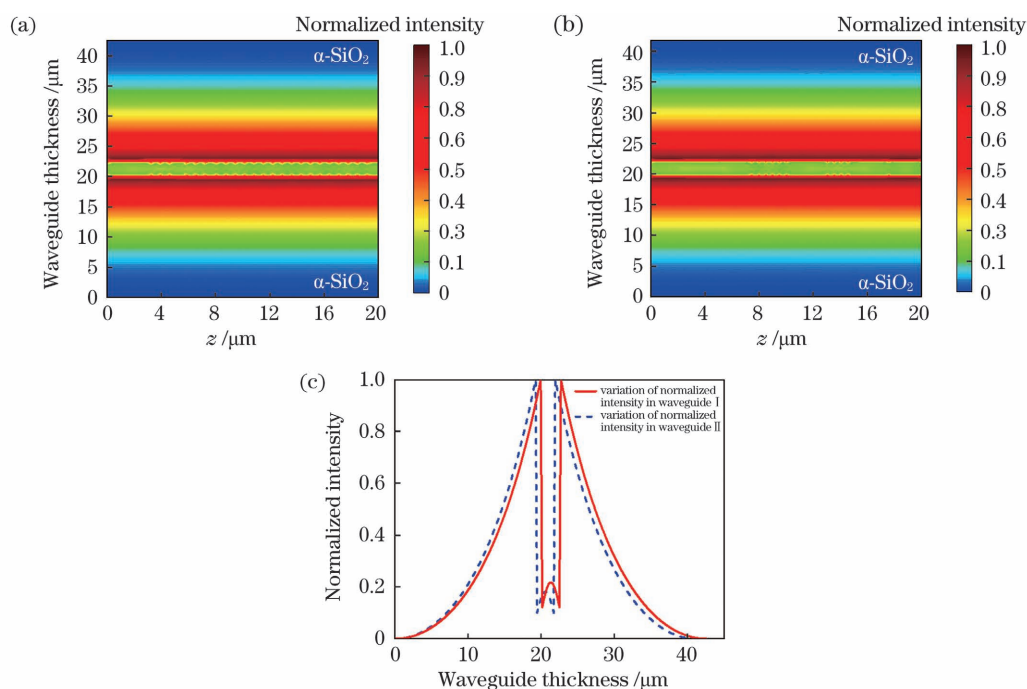 (a)
Normalized intensity
Waveguide thickness /μm
40
35
30
25
20
15
10
5
0
α-SiO2
α-SiO2
0 4 8 12 16 20
z /μm
1.0
0.9
0.8
0.7
0.6
0.5
0.4
0.3
0.1
0
(b)
Normalized intensity
Waveguide thickness /μm
40
35
30
25
20
15
10
5
0
α-SiO2
α-SiO2
0 4 8 12 16 20
z /μm
1.0
0.9
0.8
0.7
0.6
0.5
0.4
0.3
0.1
0
(c)
Normalized intensity
1.0
0.8
0.6
0.4
0.2
0
variation of normalized
intensity in waveguide Ⅰ
variation of normalized
intensity in waveguide Ⅱ
0 10 20 30 40
Waveguide thickness /μm